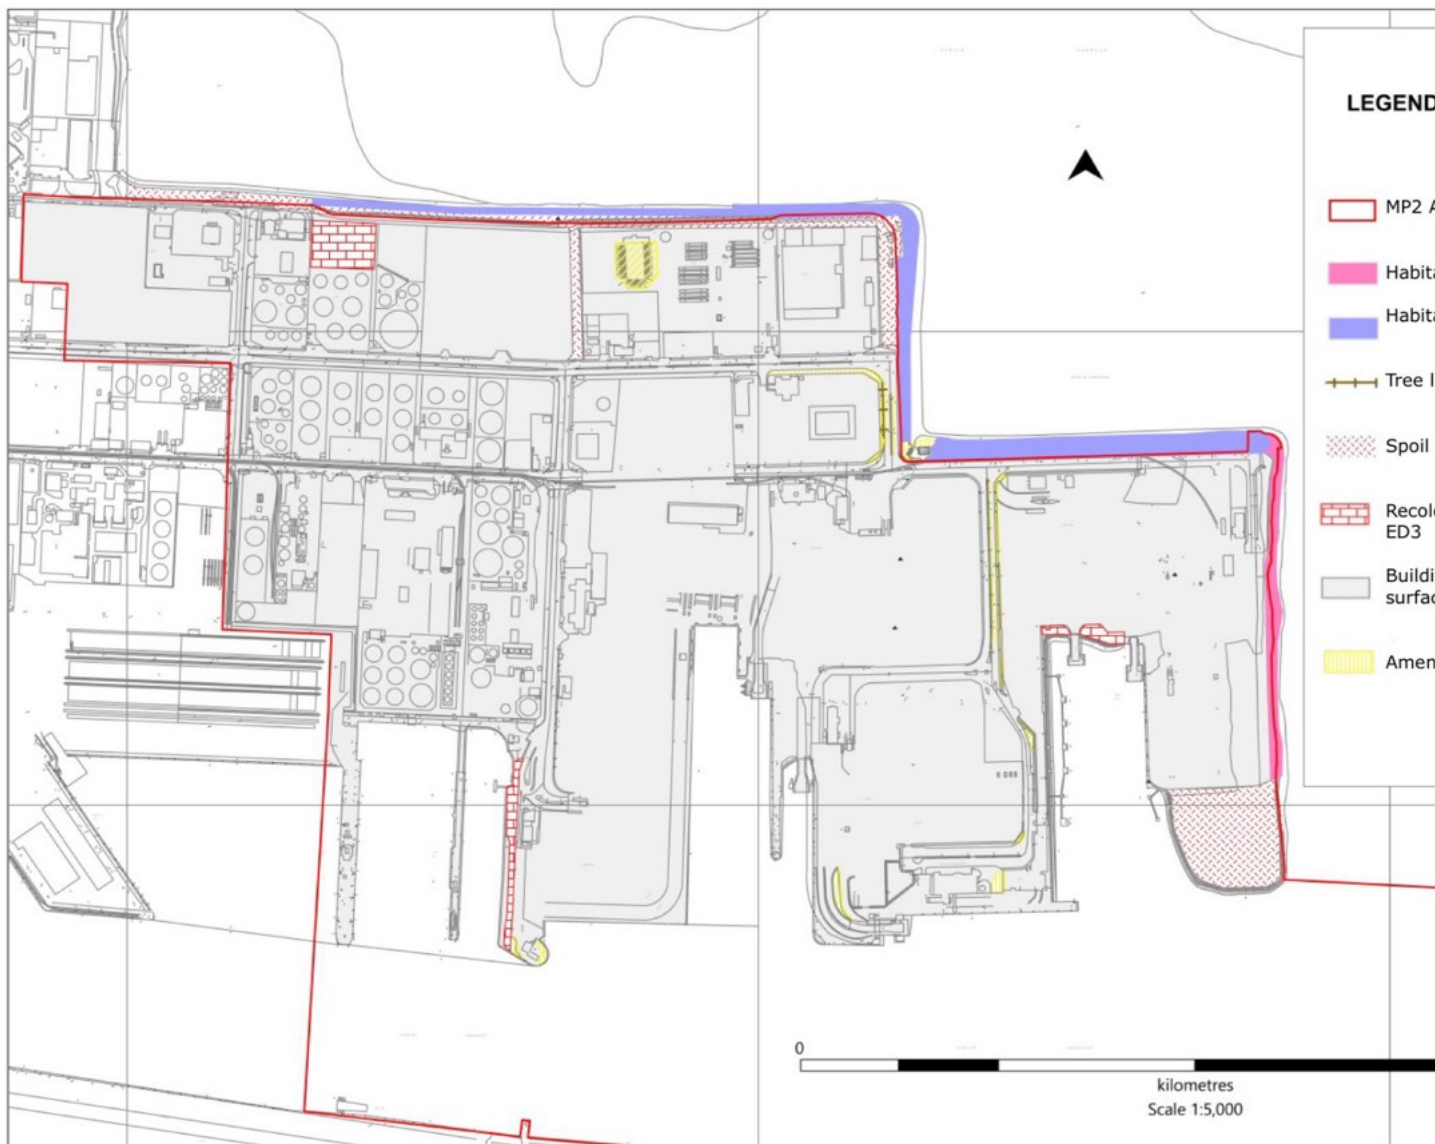 LEGEND
MP2 A
Habita
Habita
Tree l
Spoil
Recolo
ED3
Buildi
surfac
Amen
0
kilometres
Scale 1:5,000